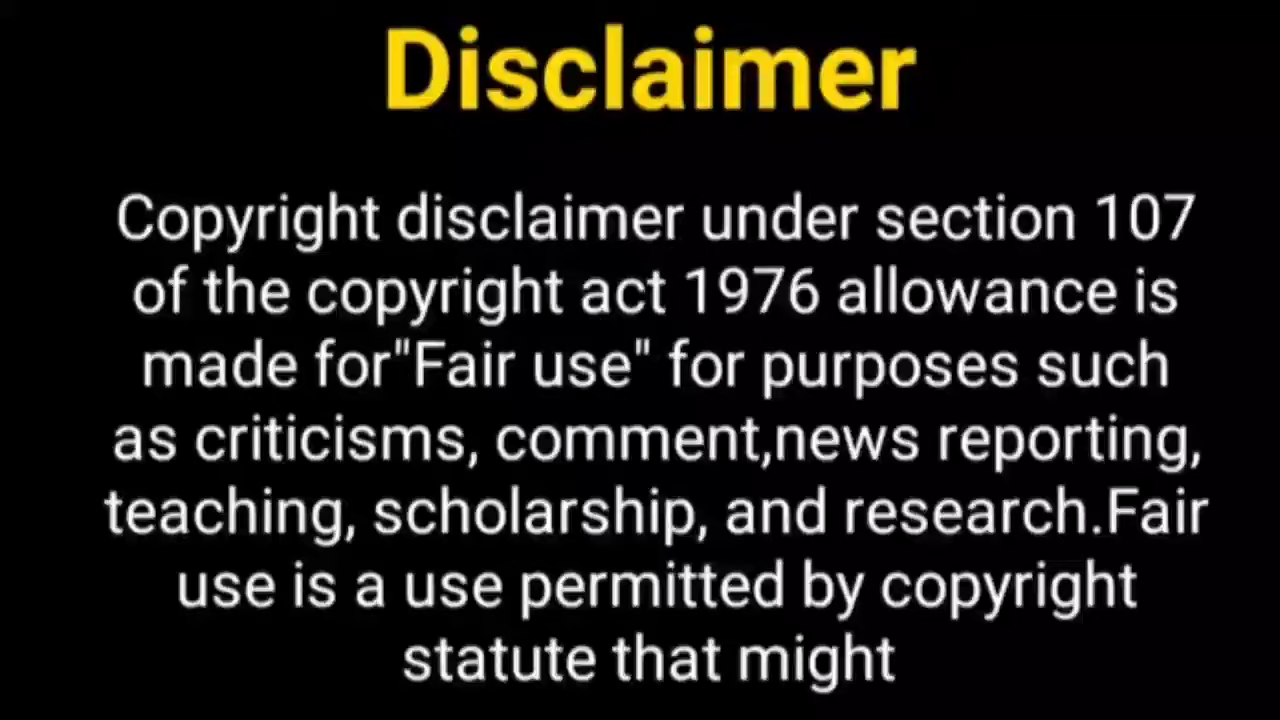 Disclaimer
Copyright disclaimer under section 107
of the copyright act 1976 allowance is
made for"Fair use" for purposes such
as criticisms, comment,news reporting,
teaching, scholarship, and research.Fair
use is a use permitted by copyright
statute that might